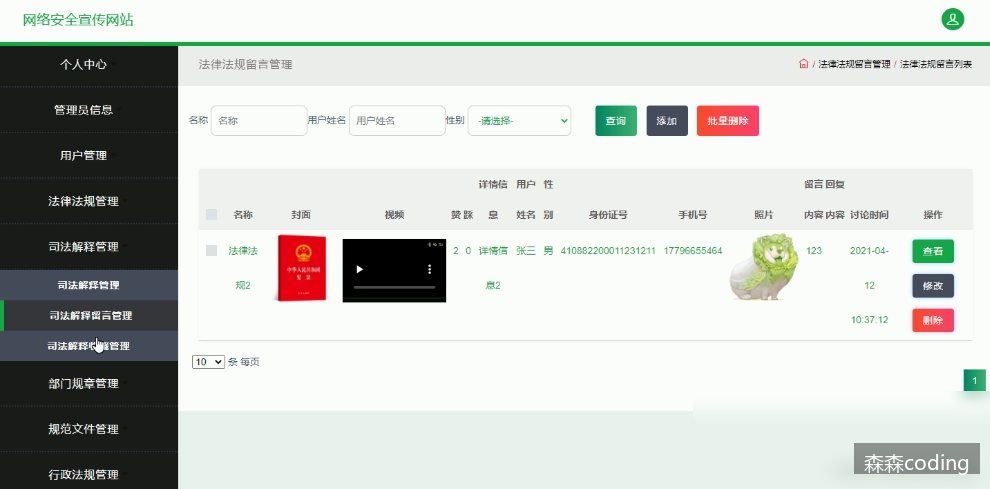 网络安全宣传网站
个人中心
管理员信息
用户管理
法律法规管理
司法解释管理
司法解释管理
司法解释留言管理
司法解释 管理
部门规章管理
规范文件管理
行政法规管理
法律法规留言管理
/ 法律法规留言管理 / 法律法规留言列表
名称 名称 用户姓名 用户姓名 性别 -请选择- 查询 添加 批量删除
名称 封面 视频 赞 踩 详情信息 用户姓名 性别 身份证号 手机号 照片 留言内容 回复内容 讨论时间 操作
法律法规2 中华人民共和国宪法 2 0 详情信息2 张三 男 410882200011231211 17796655464 123 2021-04-12 10:37:12 查看
修改
删除
10 条 每页
1
森森coding